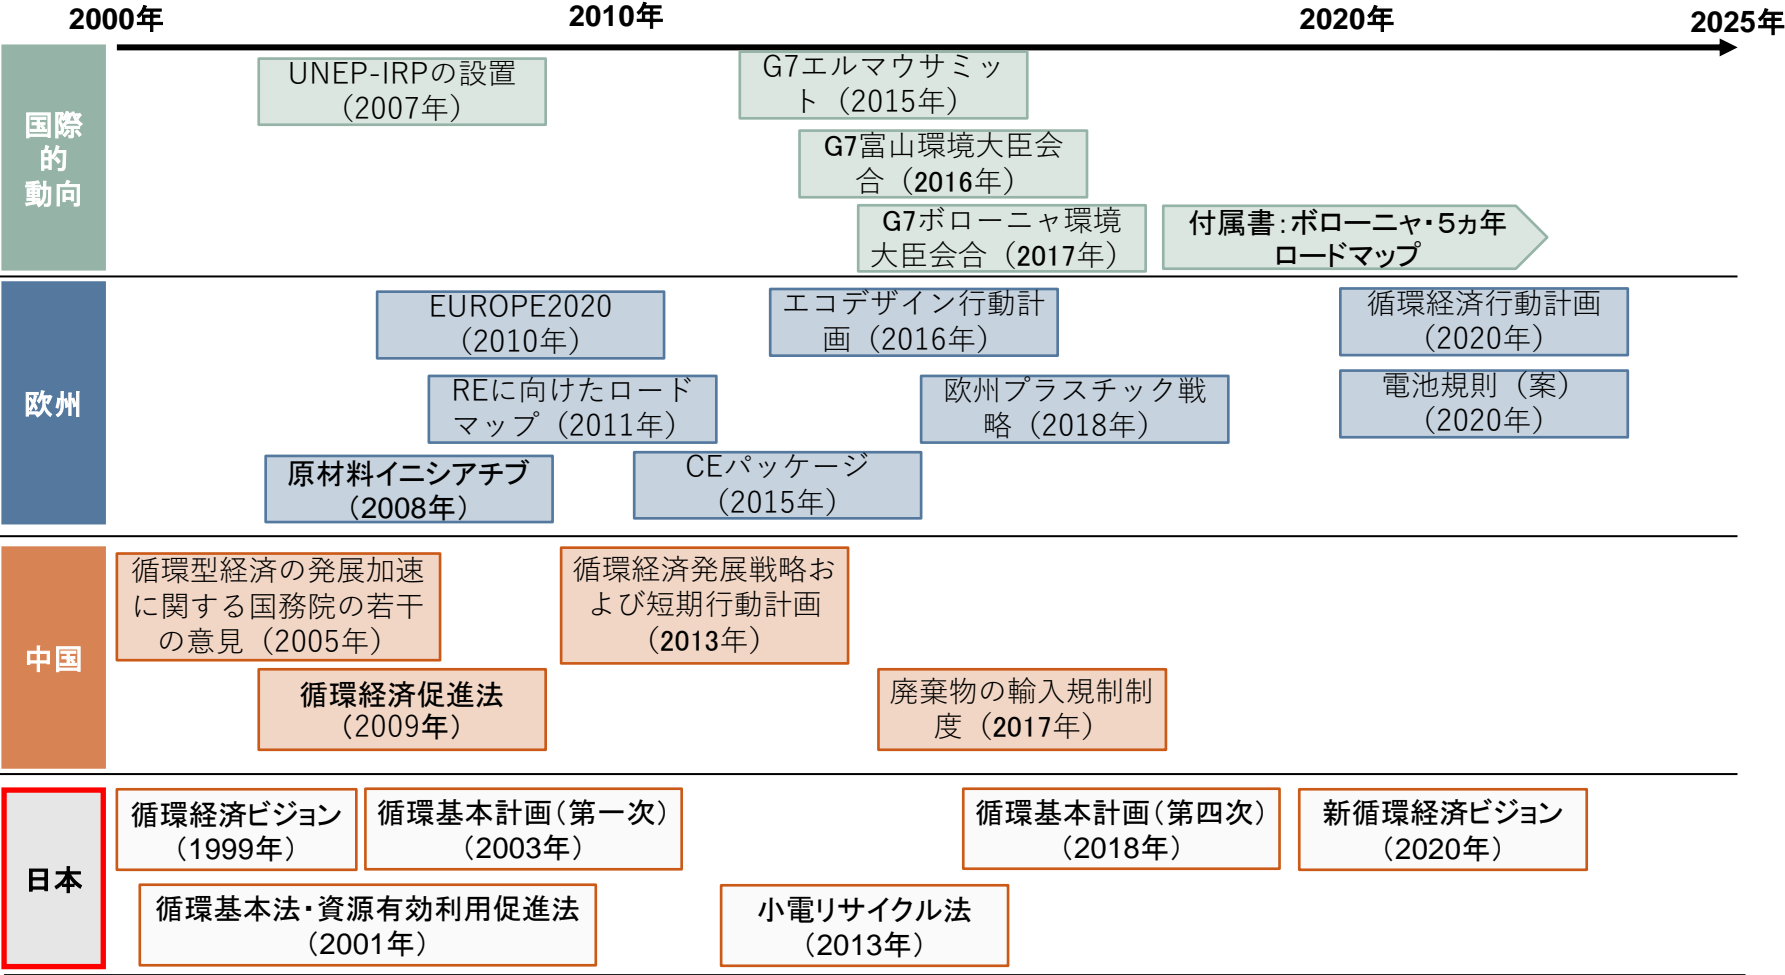 2000年
2010年
2020年
2025年
国際
的
動向
UNEP-IRPの設置
（2007年）
G7エルマウサミッ
ト（2015年）
G7富山環境大臣会
合（2016年）
G7ボローニャ環境
大臣会合（2017年）
付属書：ボローニャ・５ヵ年
ロードマップ
欧州
EUROPE2020
（2010年）
エコデザイン行動計
画（2016年）
循環経済行動計画
（2020年）
REに向けたロード
マップ（2011年）
欧州プラスチック戦
略（2018年）
電池規則（案）
（2020年）
原材料イニシアチブ
（2008年）
CEパッケージ
（2015年）
中国
循環型経済の発展加速
に関する国務院の若干
の意見（2005年）
循環経済発展戦略お
よび短期行動計画
（2013年）
循環経済促進法
（2009年）
廃棄物の輸入規制制
度（2017年）
日本
循環経済ビジョン
（1999年）
循環基本計画（第一次）
（2003年）
循環基本計画（第四次）
（2018年）
新循環経済ビジョン
（2020年）
循環基本法・資源有効利用促進法
（2001年）
小電リサイクル法
（2013年）